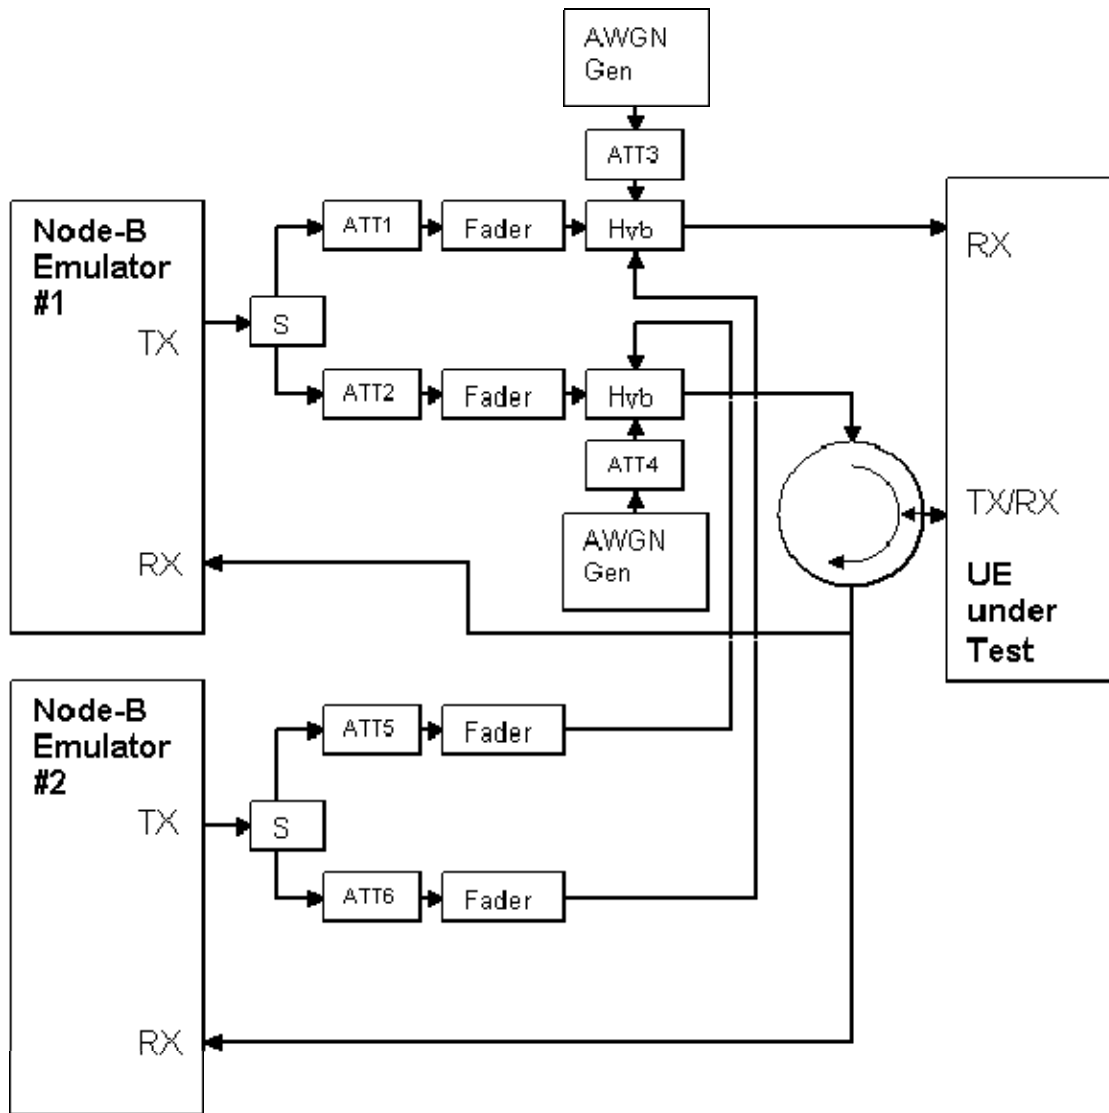 AWGN
Gen
ATT3
Node-B
Emulator
#1
TX
RX
S
ATT1
Fader
Hyb
ATT2
Fader
Hyb
ATT4
AWGN
Gen
RX
TX/RX
UE
under
Test
Node-B
Emulator
#2
TX
RX
S
ATT5
Fader
ATT6
Fader